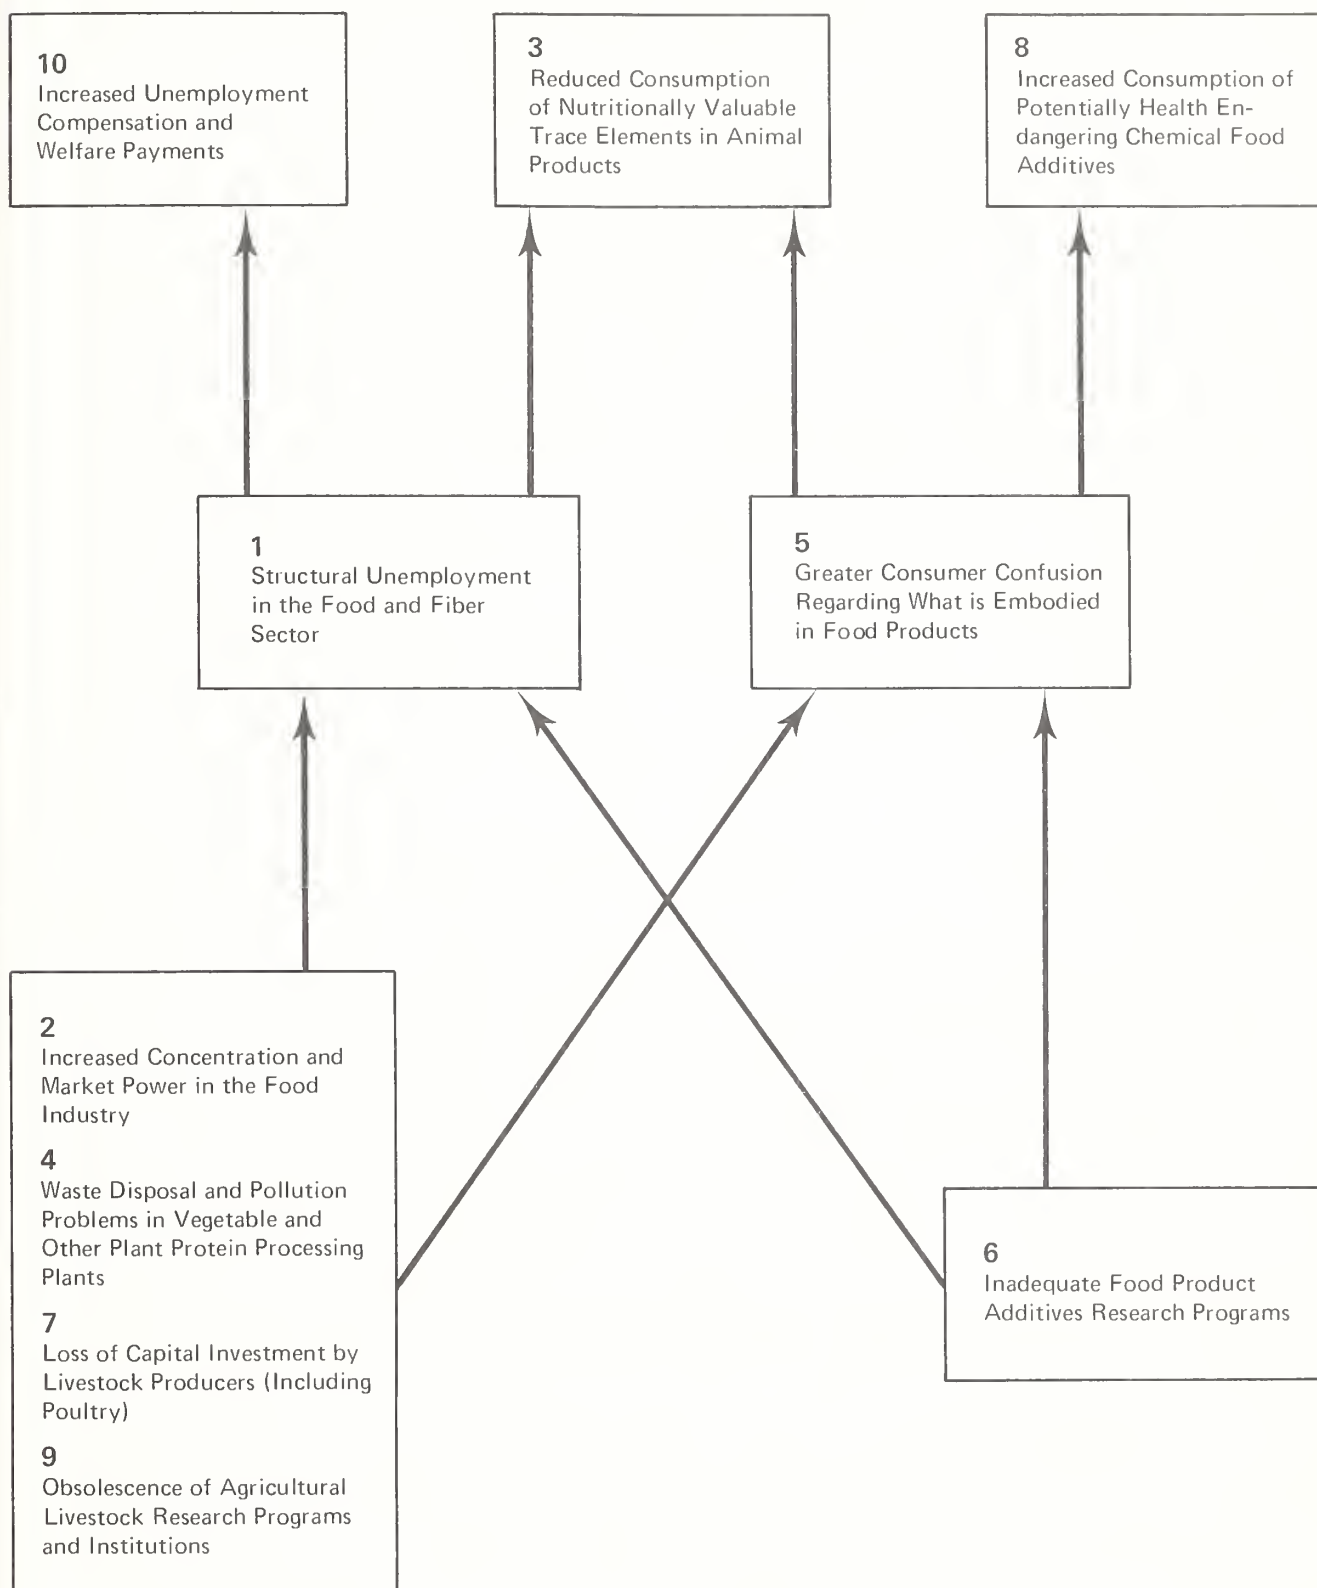 10
Increased Unemployment
Compensation and
Welfare Payments
3
Reduced Consumption
of Nutritionally Valuable
Trace Elements in Animal
Products
8
Increased Consumption of
Potentially Health En-
dangering Chemical Food
Additives
1
Structural Unemployment
in the Food and Fiber
Sector
5
Greater Consumer Confusion
Regarding What is Embodied
in Food Products
2
Increased Concentration and
Market Power in the Food
Industry
4
Waste Disposal and Pollution
Problems in Vegetable and
Other Plant Protein Processing
Plants
7
Loss of Capital Investment by
Livestock Producers (Including
Poultry)
9
Obsolescence of Agricultural
Livestock Research Programs
and Institutions
6
Inadequate Food Product
Additives Research Programs